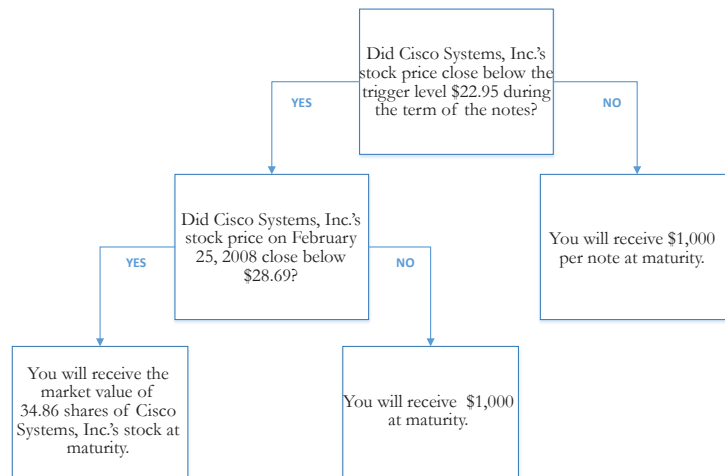 Did Cisco Systems, Inc.'s
stock price close below the
trigger level $22.95 during
the term of the notes?
YES
NO
Did Cisco Systems, Inc.'s
stock price on February
25, 2008 close below
$28.69?
You will receive $1,000
per note at maturity.
YES
NO
You will receive the
market value of
34.86 shares of Cisco
Systems, Inc.'s stock at
maturity.
You will receive $1,000
at maturity.